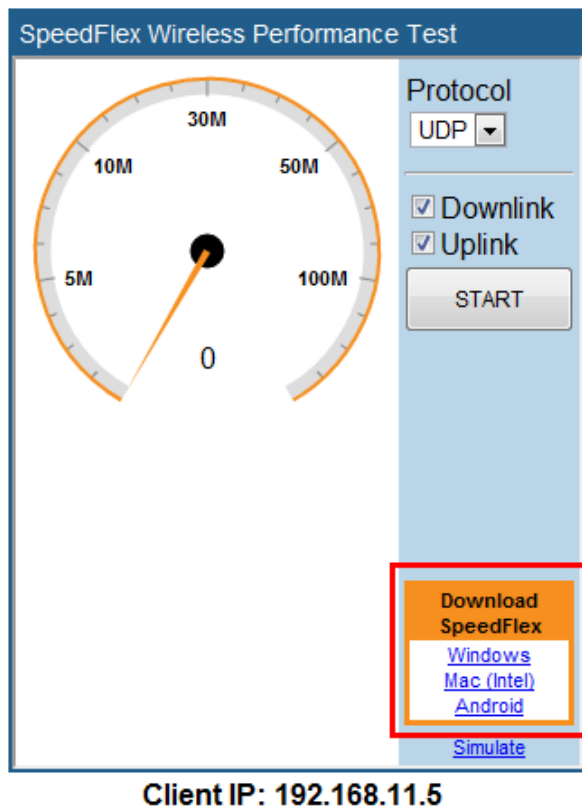 SpeedFlex Wireless Performance Test
30M
10M
50M
5M
100M
0
Protocol
UDP
Downlink
Uplink
START
Download
SpeedFlex
Windows
Mac (Intel)
Android
Simulate
Client IP: 192.168.11.5